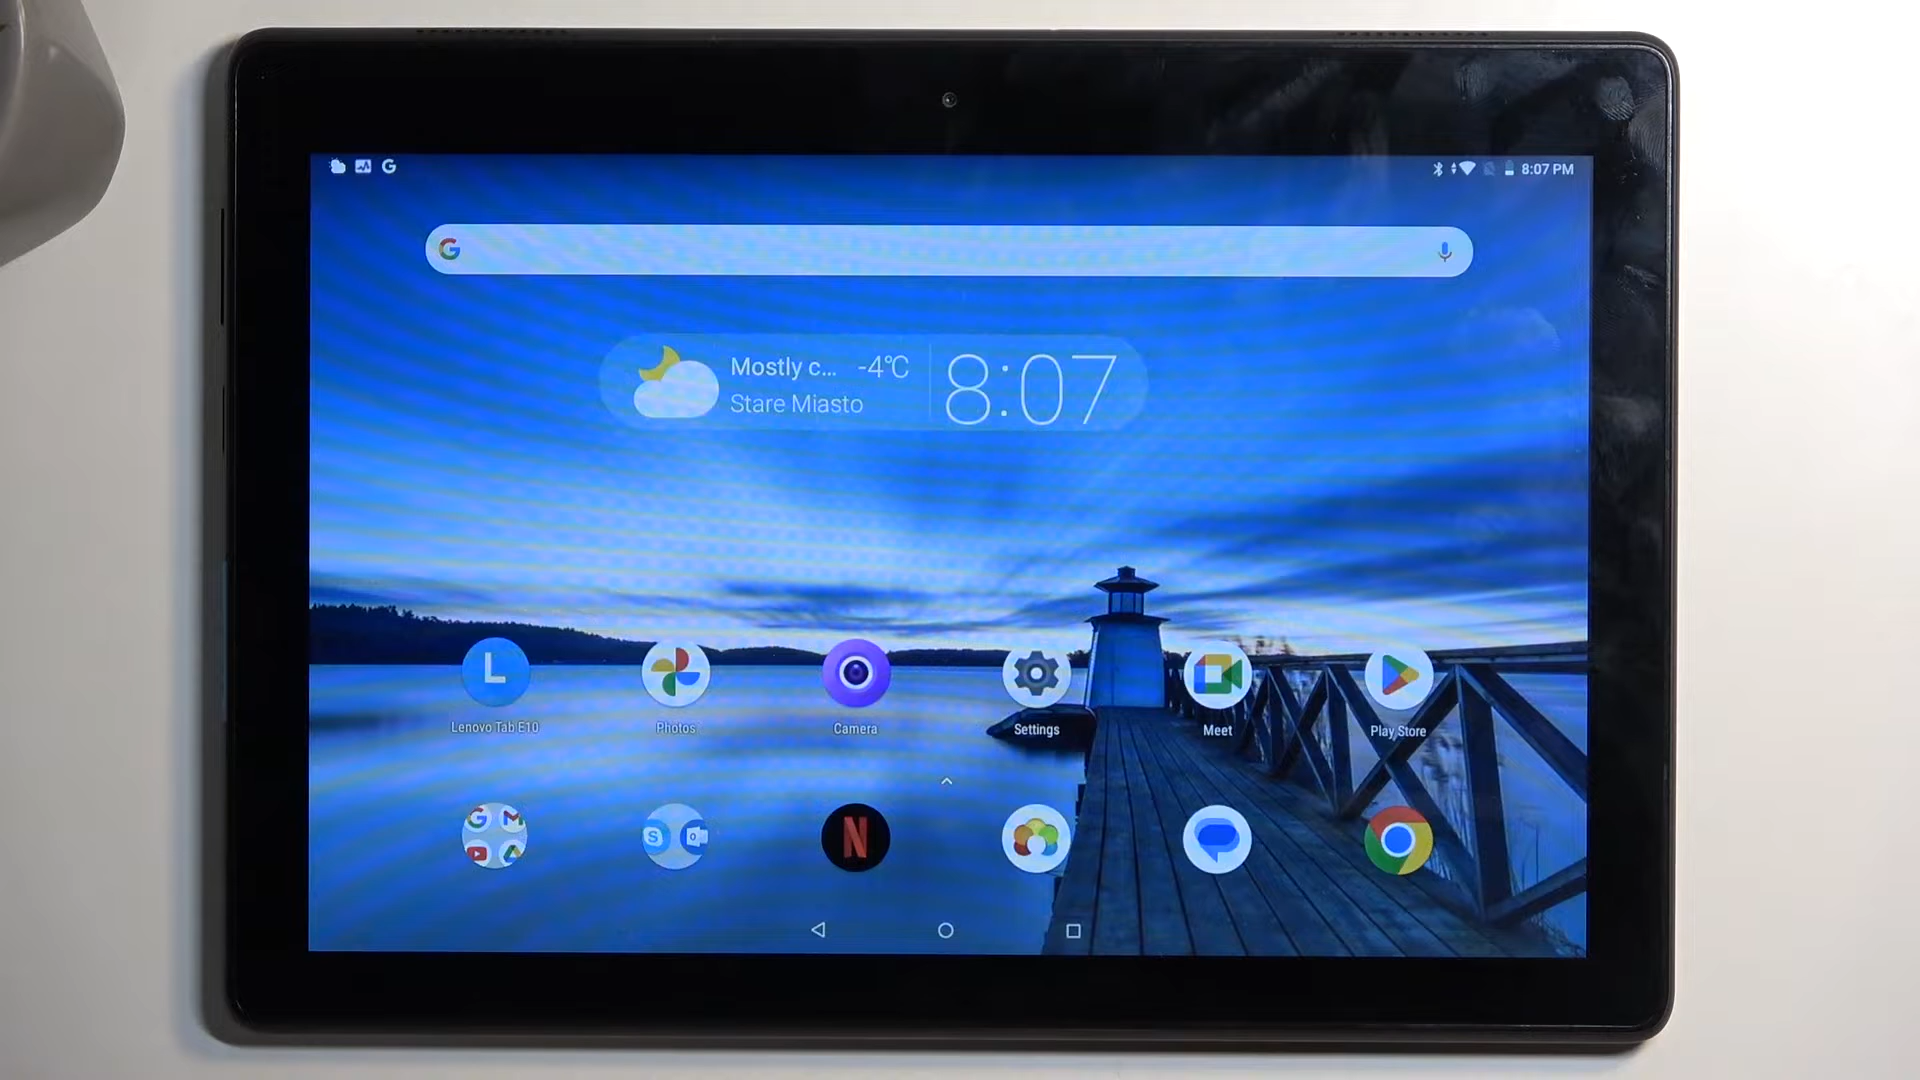 8:07 PM
Mostly c... -4°C
Stare Miasto
8:07
L
Lenovo Tab E10
Photos
Camera
Settings
Meet
Play Store
N